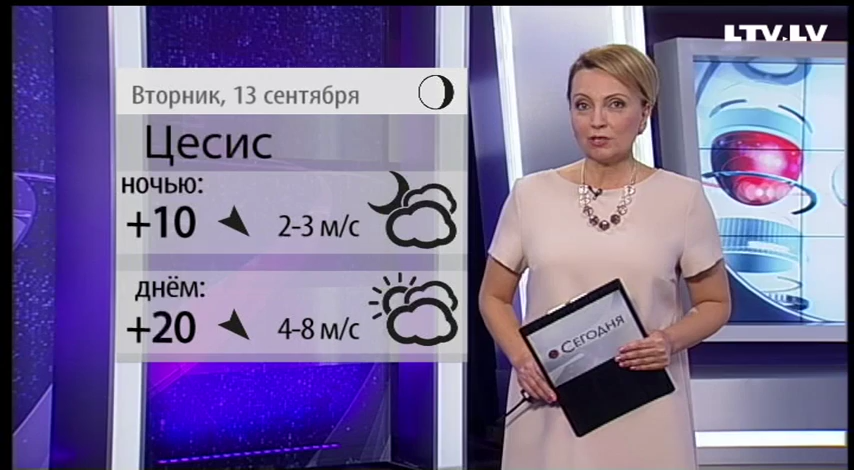 LTV.LV
Вторник, 13 сентября
Цесис
ночью:
+10 2-3 м/с
днём:
+20 4-8 м/с
СЕГОДНЯ